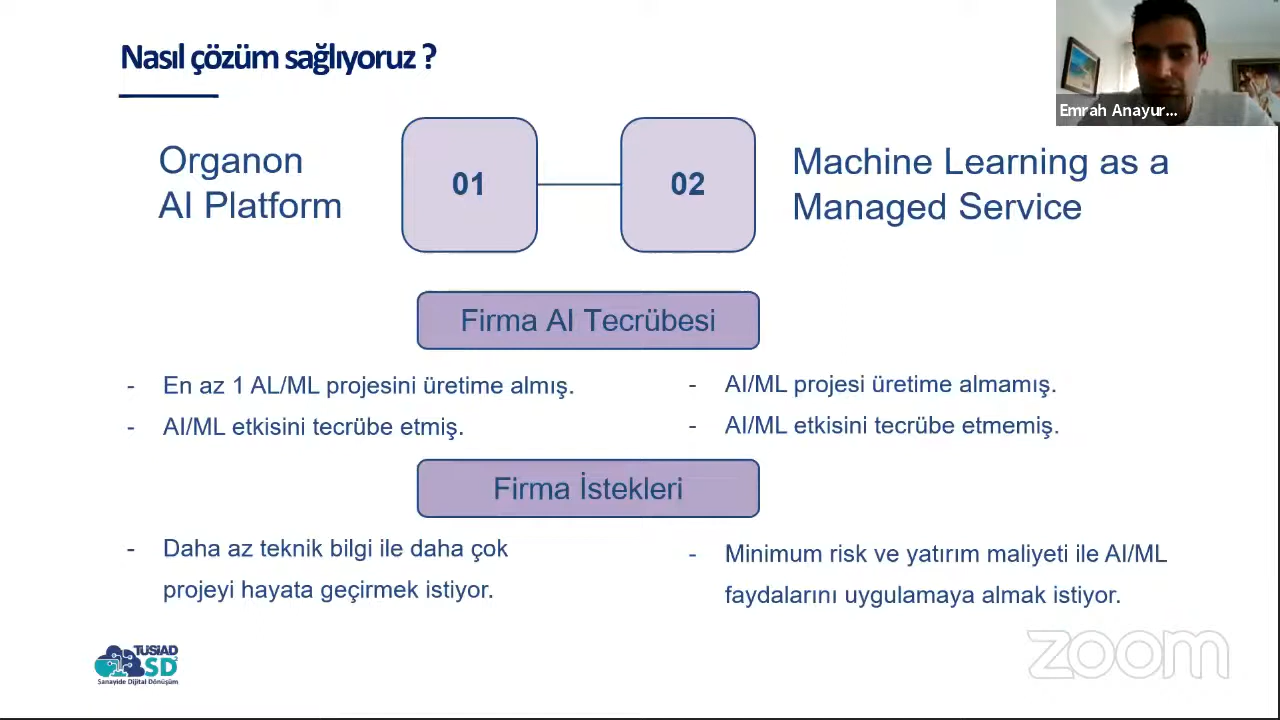 Nasıl çözüm sağlıyoruz ?
Emrah Anayur...
Organon
AI Platform
01
02
Machine Learning as a
Managed Service
Firma AI Tecrübesi
- En az 1 AL/ML projesini üretime almış.
- AI/ML etkisini tecrübe etmiş.
- AI/ML projesi üretime almamış.
- AI/ML etkisini tecrübe etmemiş.
Firma İstekleri
- Daha az teknik bilgi ile daha çok
projeyi hayata geçirmek istiyor.
- Minimum risk ve yatırım maliyeti ile AI/ML
faydalarını uygulamaya almak istiyor.
TUSİAD
SD²
Sanayide Dijital Dönüşüm
zoom